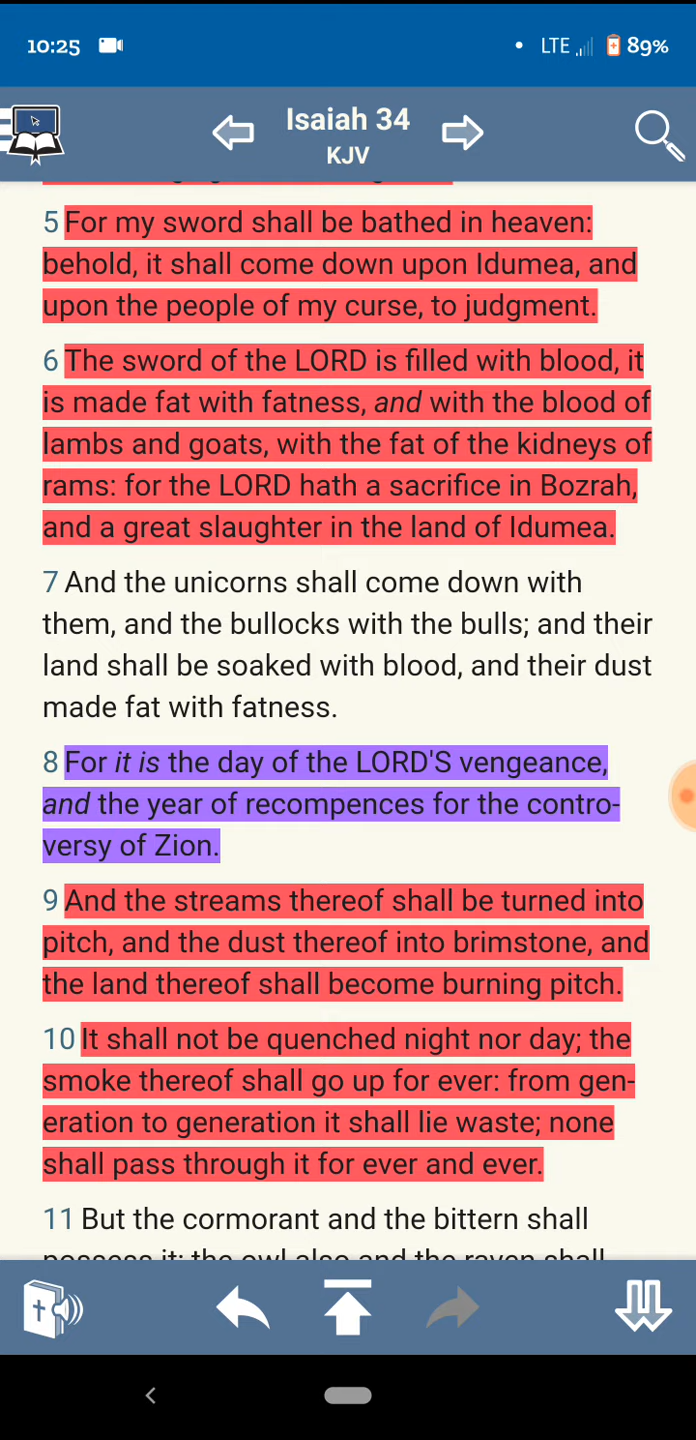 10:25
LTE 89%
Isaiah 34
KJV
5 For my sword shall be bathed in heaven:
behold, it shall come down upon Idumea, and
upon the people of my curse, to judgment.
6 The sword of the LORD is filled with blood, it
is made fat with fatness, and with the blood of
lambs and goats, with the fat of the kidneys of
rams: for the LORD hath a sacrifice in Bozrah,
and a great slaughter in the land of Idumea.
7 And the unicorns shall come down with
them, and the bullocks with the bulls; and their
land shall be soaked with blood, and their dust
made fat with fatness.
8 For it is the day of the LORD'S vengeance,
and the year of recompences for the contro-
versy of Zion.
9 And the streams thereof shall be turned into
pitch, and the dust thereof into brimstone, and
the land thereof shall become burning pitch.
10 It shall not be quenched night nor day; the
smoke thereof shall go up for ever: from gen-
eration to generation it shall lie waste; none
shall pass through it for ever and ever.
11 But the cormorant and the bittern shall
possess it; the owl also and the raven shall